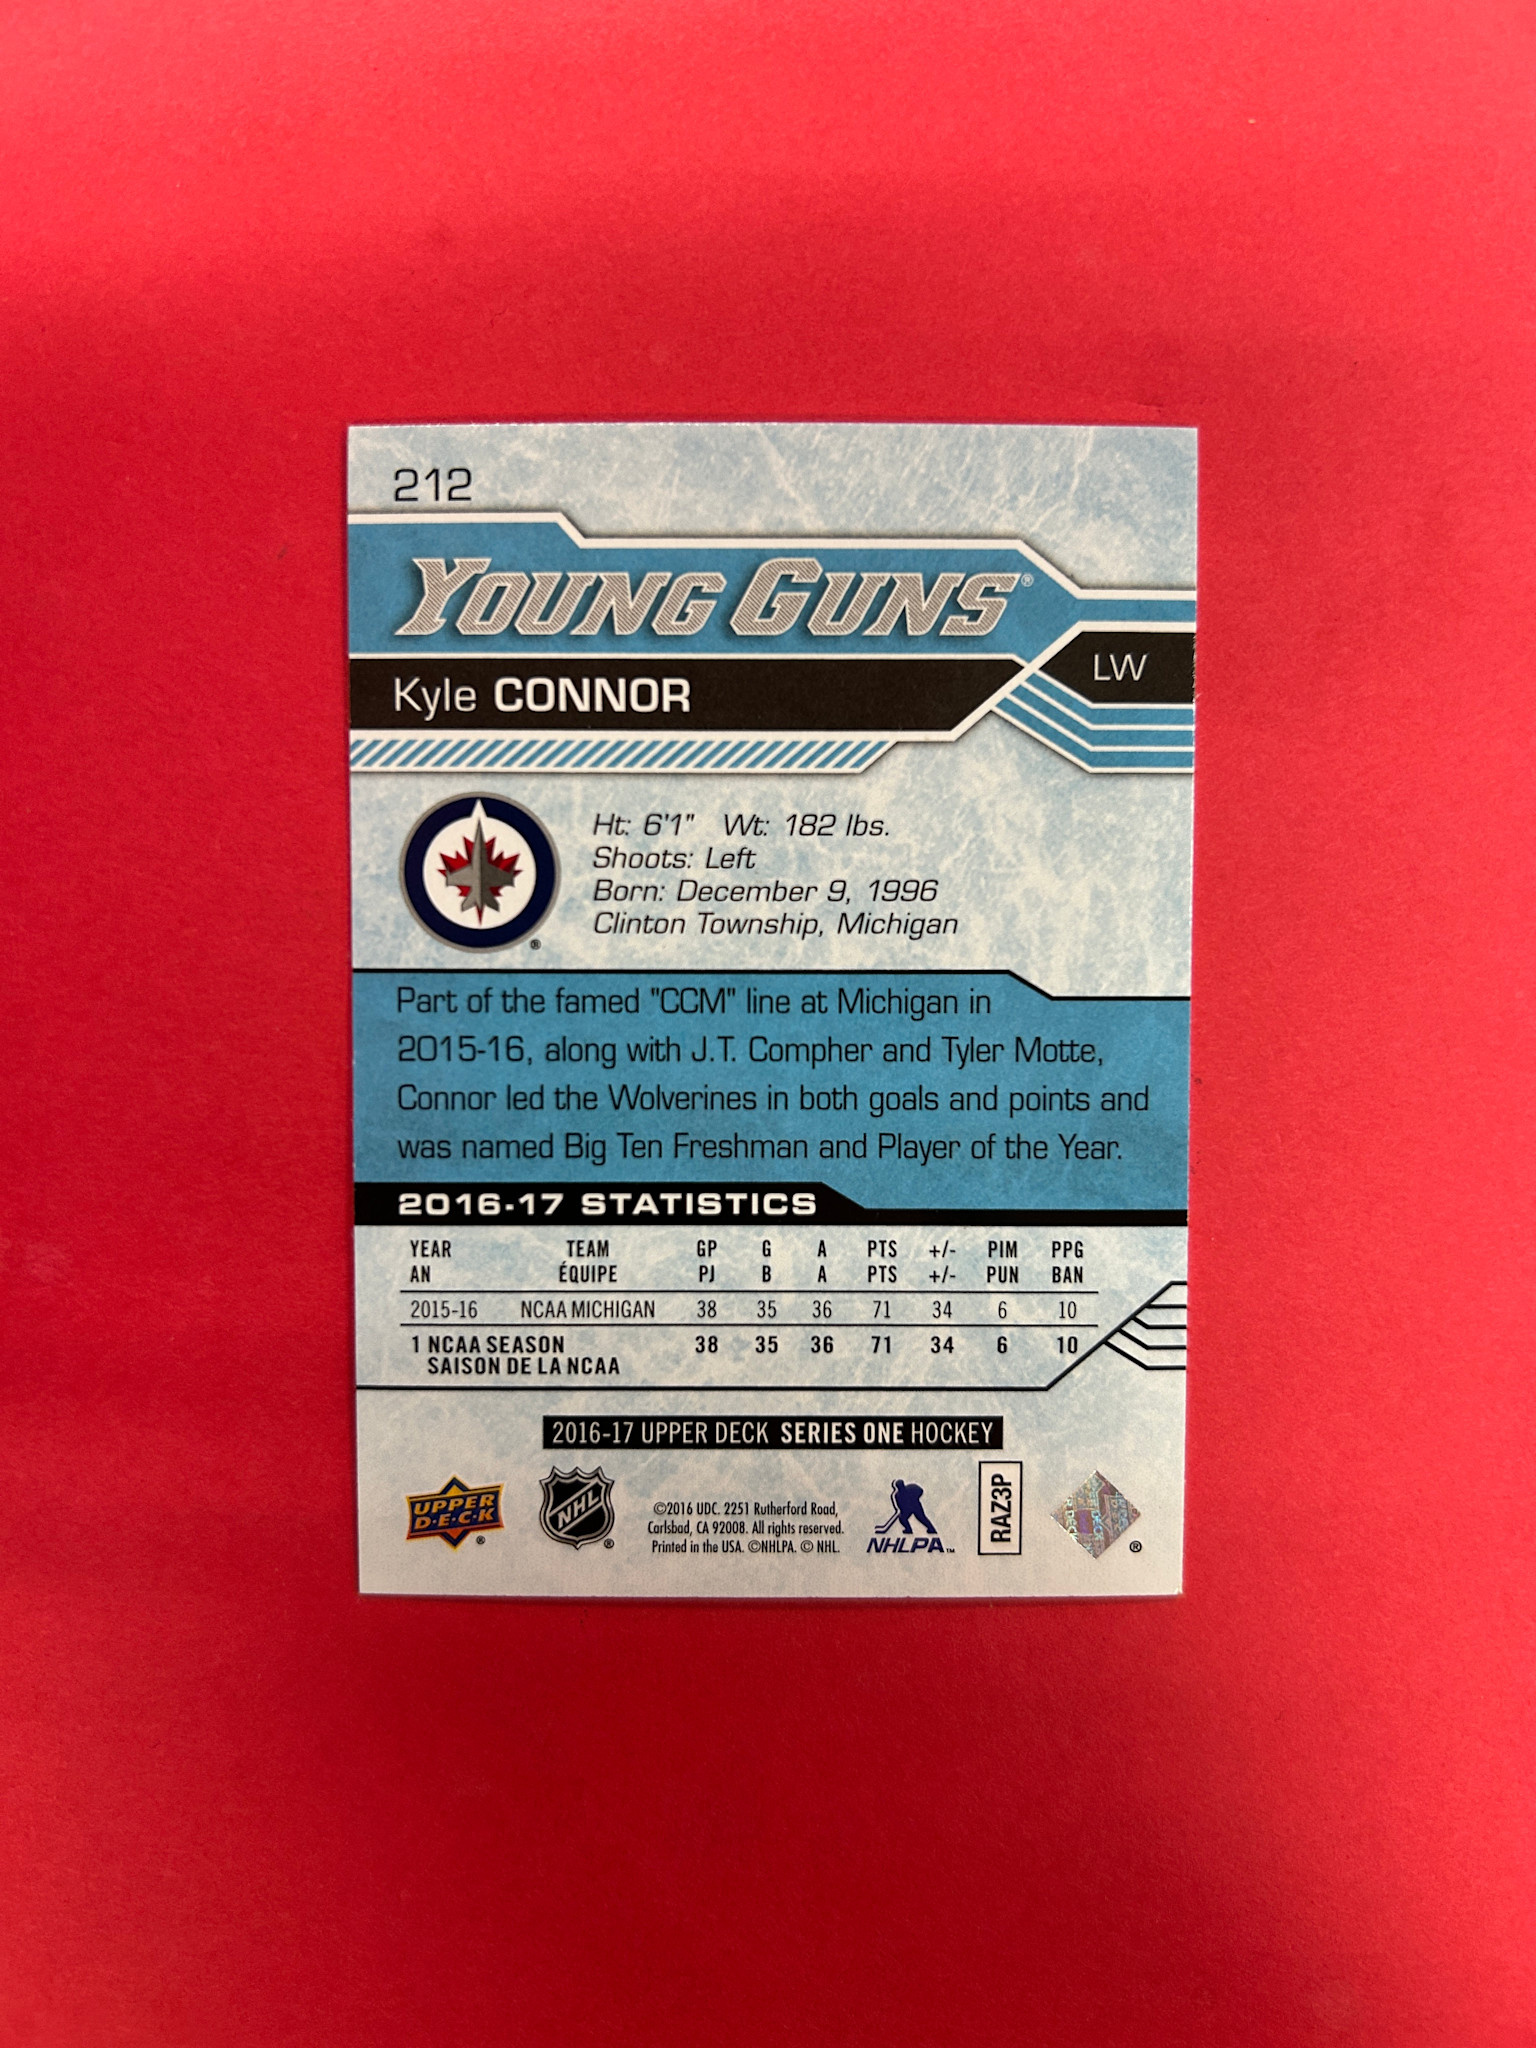 212
YOUNG GUNS®
Kyle CONNOR
LW
Ht: 6'1" Wt: 182 lbs.
Shoots: Left
Born: December 9, 1996
Clinton Township, Michigan
®
Part of the famed "CCM" line at Michigan in
2015-16, along with J.T. Compher and Tyler Motte,
Connor led the Wolverines in both goals and points and
was named Big Ten Freshman and Player of the Year.
2016-17 STATISTICS
YEAR TEAM GP G A PTS +/- PIM PPG
AN ÉQUIPE PJ B A PTS +/- PUN BAN
2015-16 NCAA MICHIGAN 38 35 36 71 34 6 10
1 NCAA SEASON 38 35 36 71 34 6 10
SAISON DE LA NCAA
2016-17 UPPER DECK SERIES ONE HOCKEY
UPPER
D·E·C·K ®
NHL ®
©2016 UDC. 2251 Rutherford Road,
Carlsbad, CA 92008. All rights reserved.
Printed in the USA. ©NHLPA. © NHL.
NHLPA™
RAZ3P
®